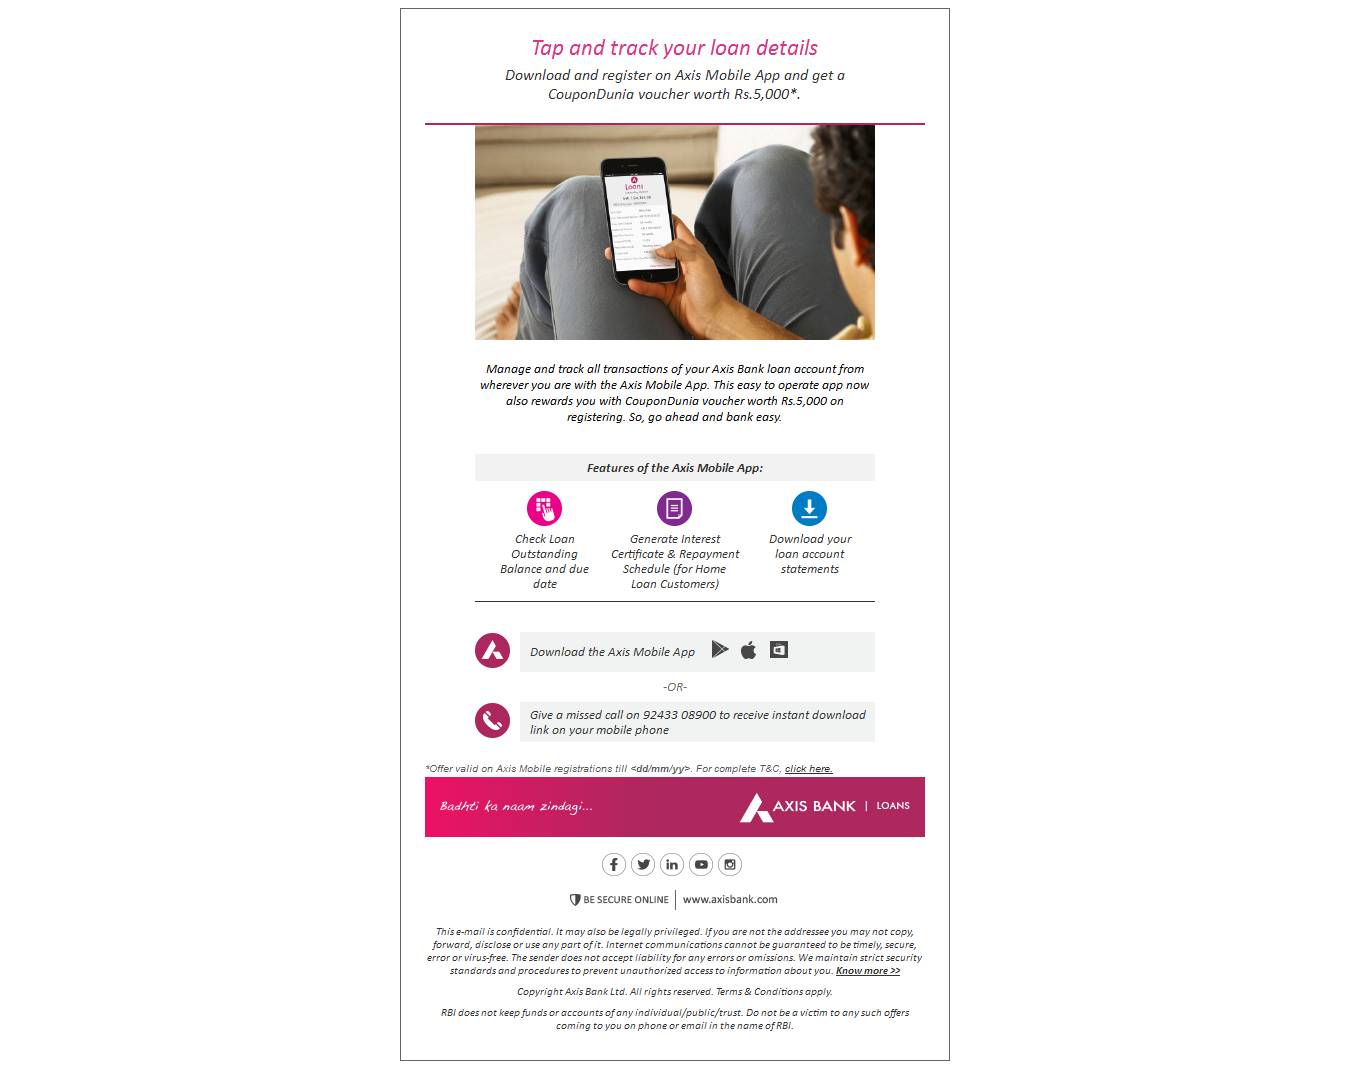 Tap and track your loan details
Download and register on Axis Mobile App and get a
CouponDunia voucher worth Rs.5,000*.
Loans
Manage and track all transactions of your Axis Bank loan account from
wherever you are with the Axis Mobile App. This easy to operate app now
also rewards you with CouponDunia voucher worth Rs.5,000 on
registering. So, go ahead and bank easy.
Features of the Axis Mobile App:
Check Loan
Outstanding
Balance and due
date
Generate Interest
Certificate & Repayment
Schedule (for Home
Loan Customers)
Download your
loan account
statements
Download the Axis Mobile App
-OR-
Give a missed call on 92433 08900 to receive instant download
link on your mobile phone
*Offer valid on Axis Mobile registrations till <dd/mm/yy>. For complete T&C, click here.
Badhti ka naam zindagi...
AXIS BANK | LOANS
BE SECURE ONLINE | www.axisbank.com
This e-mail is confidential. It may also be legally privileged. If you are not the addressee you may not copy,
forward, disclose or use any part of it. Internet communications cannot be guaranteed to be timely, secure,
error or virus-free. The sender does not accept liability for any errors or omissions. We maintain strict security
standards and procedures to prevent unauthorized access to information about you. Know more >>
Copyright Axis Bank Ltd. All rights reserved. Terms & Conditions apply.
RBI does not keep funds or accounts of any individual/public/trust. Do not be a victim to any such offers
coming to you on phone or email in the name of RBI.